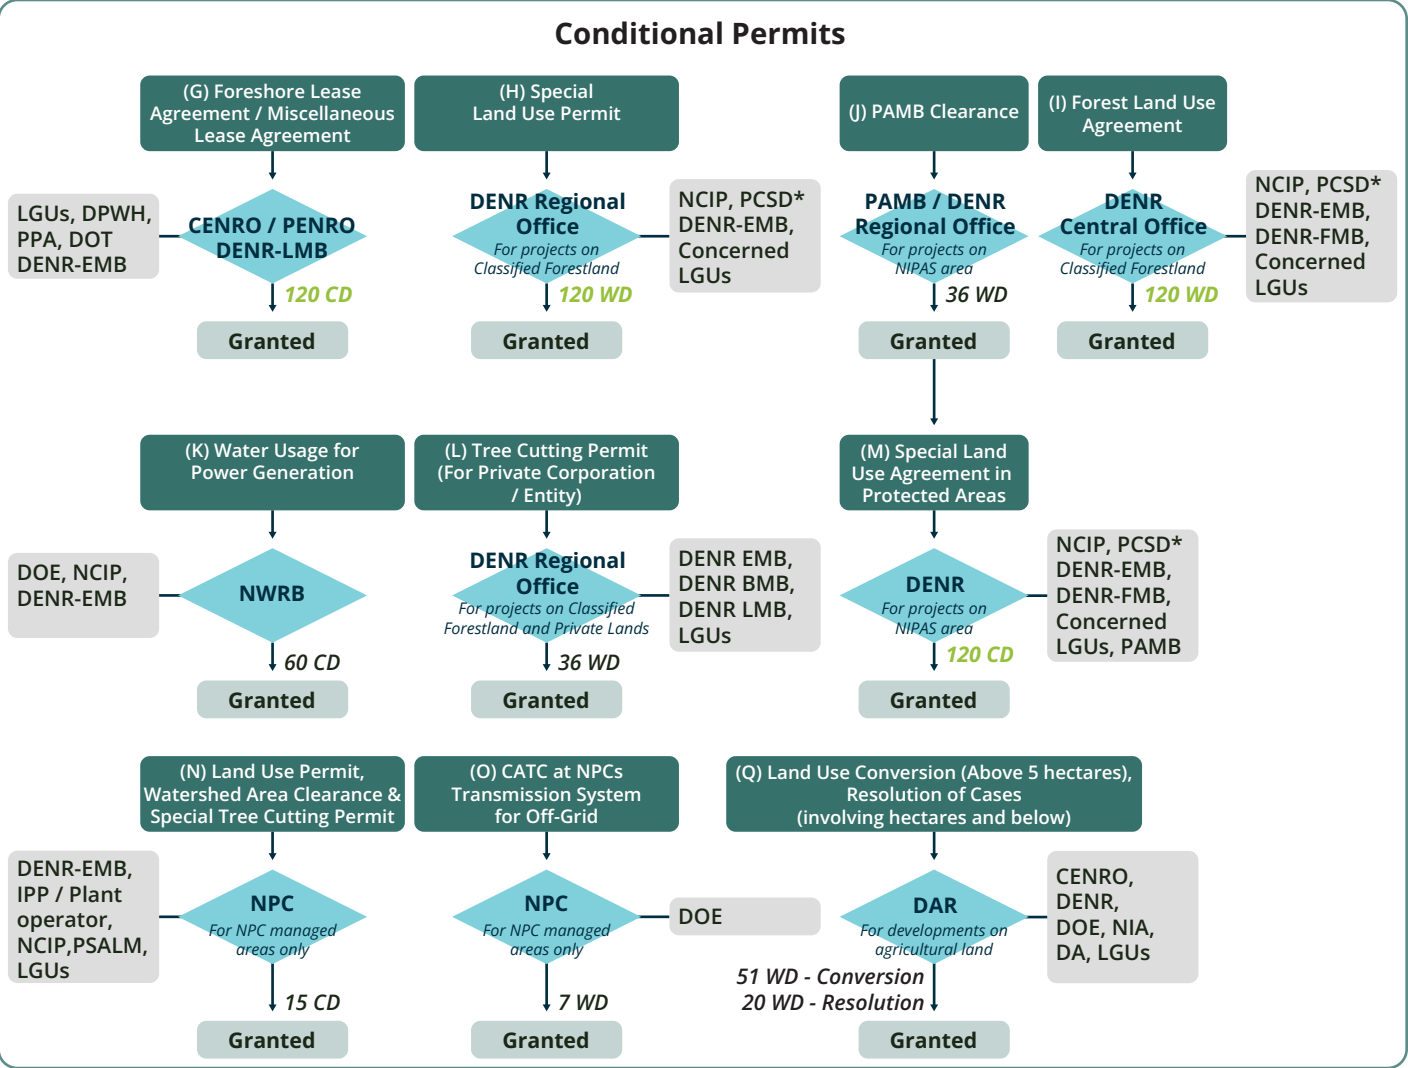 Conditional Permits
(G) Foreshore Lease
Agreement / Miscellaneous
Lease Agreement
LGUs, DPWH,
PPA, DOT
DENR-EMB
CENRO / PENRO
DENR-LMB
120 CD
Granted
(H) Special
Land Use Permit
DENR Regional
Office
For projects on
Classified Forestland
NCIP, PCSD*
DENR-EMB,
Concerned
LGUs
120 WD
Granted
(J) PAMB Clearance
PAMB / DENR
Regional Office
For projects on
NIPAS area
36 WD
Granted
(I) Forest Land Use
Agreement
DENR
Central Office
For projects on
Classified Forestland
NCIP, PCSD*
DENR-EMB,
DENR-FMB,
Concerned
LGUs
120 WD
Granted
(K) Water Usage for
Power Generation
DOE, NCIP,
DENR-EMB
NWRB
60 CD
Granted
(L) Tree Cutting Permit
(For Private Corporation
/ Entity)
DENR Regional
Office
For projects on Classified
Forestland and Private Lands
DENR EMB,
DENR BMB,
DENR LMB,
LGUs
36 WD
Granted
(M) Special Land
Use Agreement in
Protected Areas
DENR
For projects on
NIPAS area
NCIP, PCSD*
DENR-EMB,
DENR-FMB,
Concerned
LGUs, PAMB
120 CD
Granted
(N) Land Use Permit,
Watershed Area Clearance &
Special Tree Cutting Permit
DENR-EMB,
IPP / Plant
operator,
NCIP,PSALM,
LGUs
NPC
For NPC managed
areas only
15 CD
Granted
(O) CATC at NPCs
Transmission System
for Off-Grid
NPC
For NPC managed
areas only
DOE
7 WD
Granted
(Q) Land Use Conversion (Above 5 hectares),
Resolution of Cases
(involving hectares and below)
DAR
For developments on
agricultural land
CENRO,
DENR,
DOE, NIA,
DA, LGUs
51 WD - Conversion
20 WD - Resolution
Granted